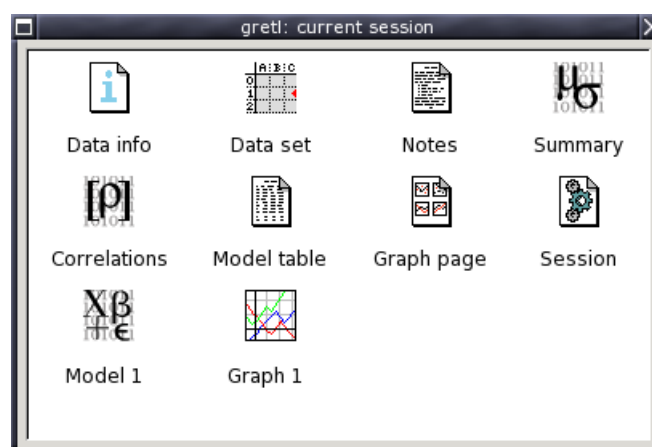 gretl: current session
Data info Data set Notes Summary
Correlations Model table Graph page Session
Model 1 Graph 1